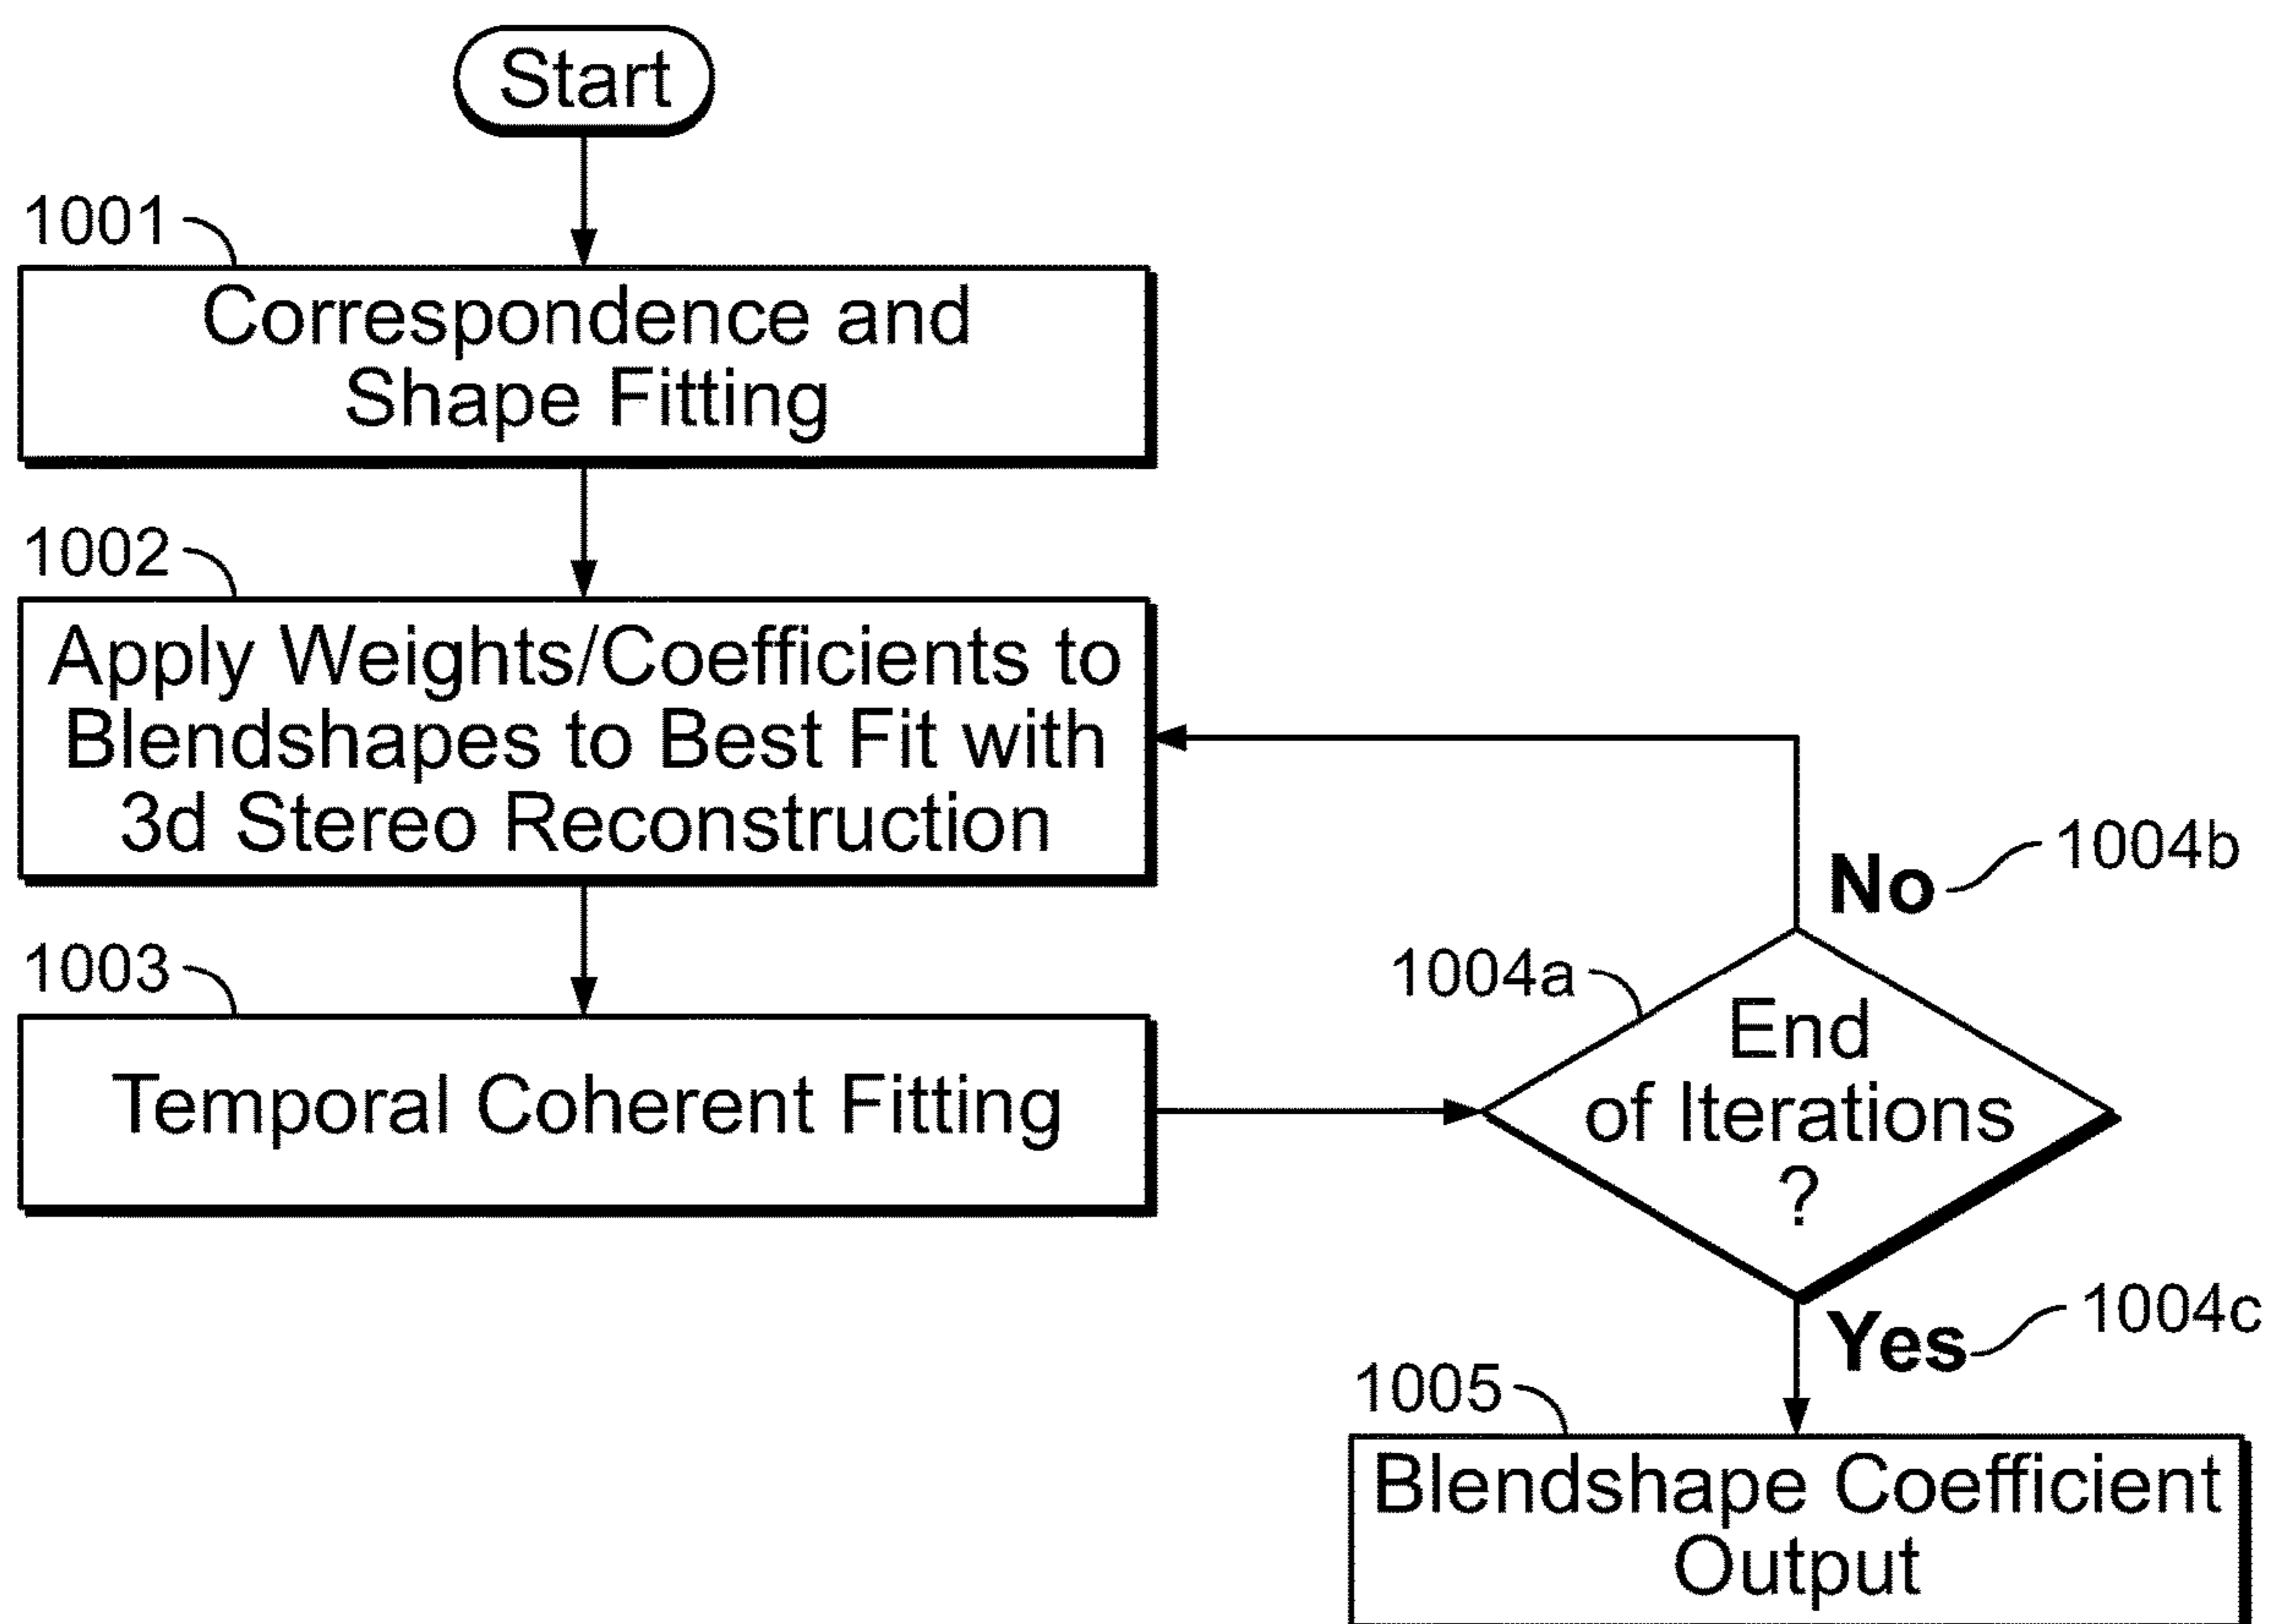 Start
1001
Correspondence and
Shape Fitting
1002
Apply Weights/Coefficients to
Blendshapes to Best Fit with
3d Stereo Reconstruction
1003
Temporal Coherent Fitting
1004a
End
of Iterations
?
No
1004b
Yes
1004c
1005
Blendshape Coefficient
Output